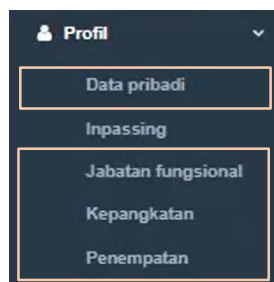 Profil
Data pribadi
Inpassing
Jabatan fungsional
Kepangkatan
Penempatan